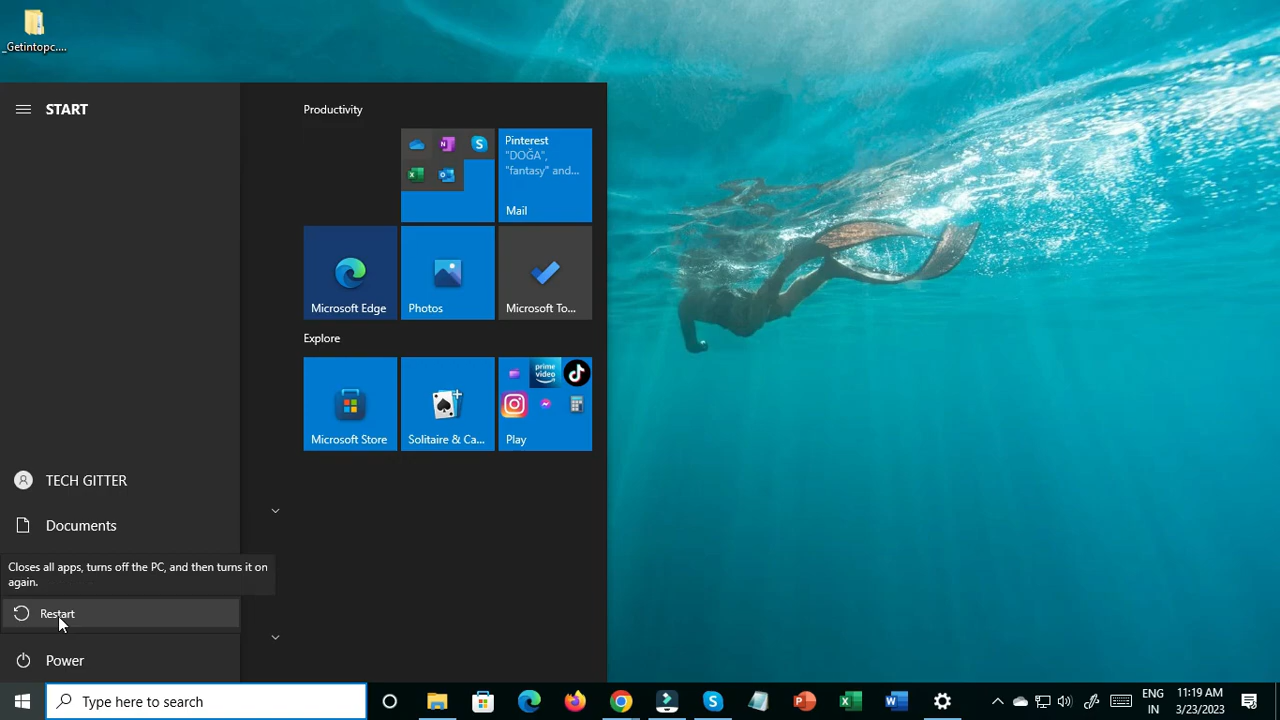 _Getintopc....
START
Productivity
Pinterest
"DOĞA",
"fantasy" and...
Mail
Microsoft Edge
Photos
Microsoft To...
Explore
prime
video
Microsoft Store
Solitaire & Ca...
Play
TECH GITTER
Documents
Closes all apps, turns off the PC, and then turns it on
again.
Restart
Power
Type here to search
ENG
IN
11:19 AM
3/23/2023